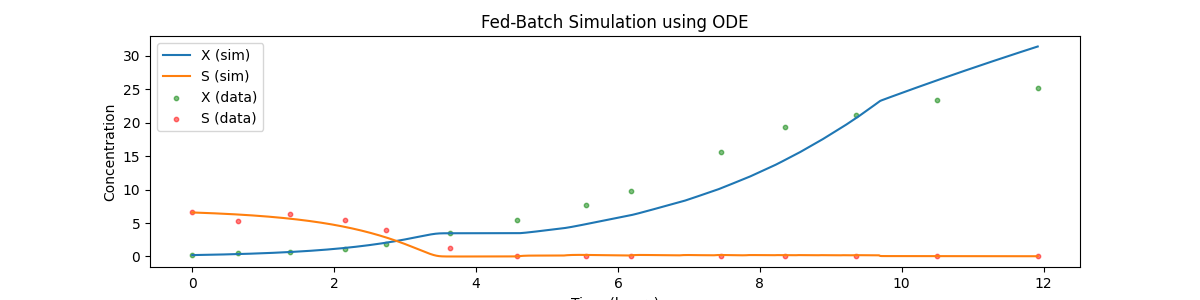 Fed-Batch Simulation using ODE
X (sim)
S (sim)
X (data)
S (data)
Concentration
30
25
20
15
10
5
0
0 2 4 6 8 10 12